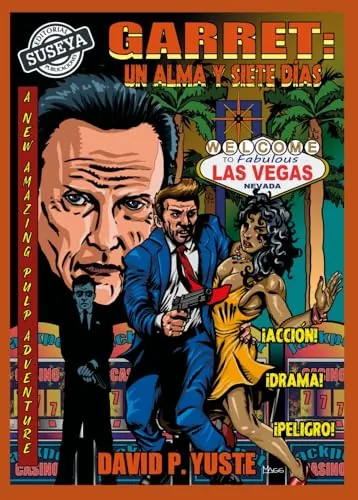 EDITORIAL
SUSEYA
PUBLICACIONES
GARRET:
UN ALMA Y SIETE DÍAS
A NEW AMAZING PULP ADVENTURE
WELCOME
TO Fabulous
LAS VEGAS
NEVADA
¡ACCIÓN!
¡DRAMA!
¡PELIGRO!
CASINO
CASINO
DAVID P. YUSTE